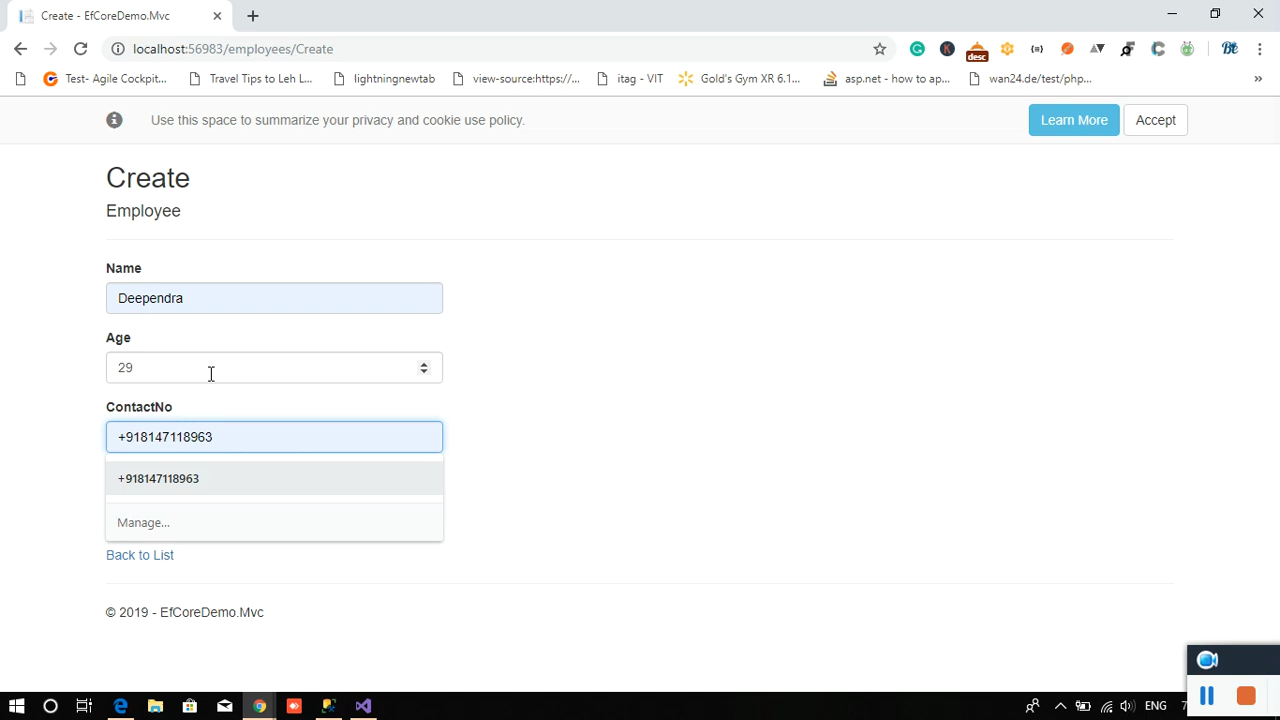 Create - EfCoreDemo.Mvc
localhost:56983/employees/Create
desc
Test- Agile Cockpit...
Travel Tips to Leh L...
lightningnewtab
view-source:https://...
itag - VIT
Gold's Gym XR 6.1...
asp.net - how to ap...
wan24.de/test/php...
»
Use this space to summarize your privacy and cookie use policy.
Learn More
Accept
Create
Employee
Name
Deependra
Age
29
ContactNo
+918147118963
+918147118963
Manage...
Back to List
© 2019 - EfCoreDemo.Mvc
ENG